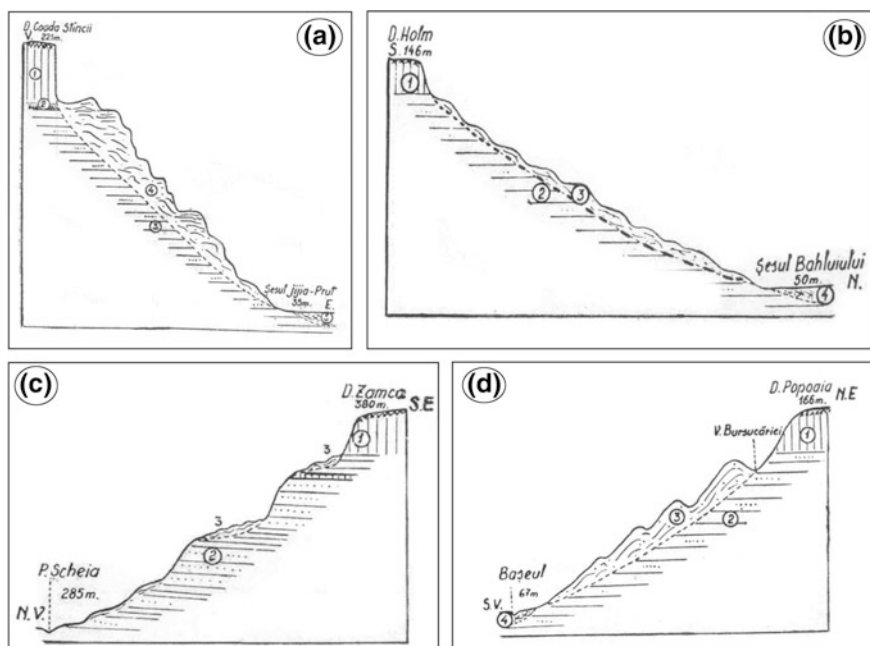 (a)
D. Coada Stîncii
V. 221m.
1
2
4
3
Şesul Jijia-Prut
35m. E.
5
(b)
D. Holm
S. 146m
1
2 3
Şesul Bahluiului
50m. N.
4
(c)
D. Zamca
380m. S.E
1
3
3
2
P. Scheia
285m.
N.V.
(d)
D. Popoaia
166m. N.E
V. Bursucăriei
1
3 2
Başeul
S.V. 67m
4